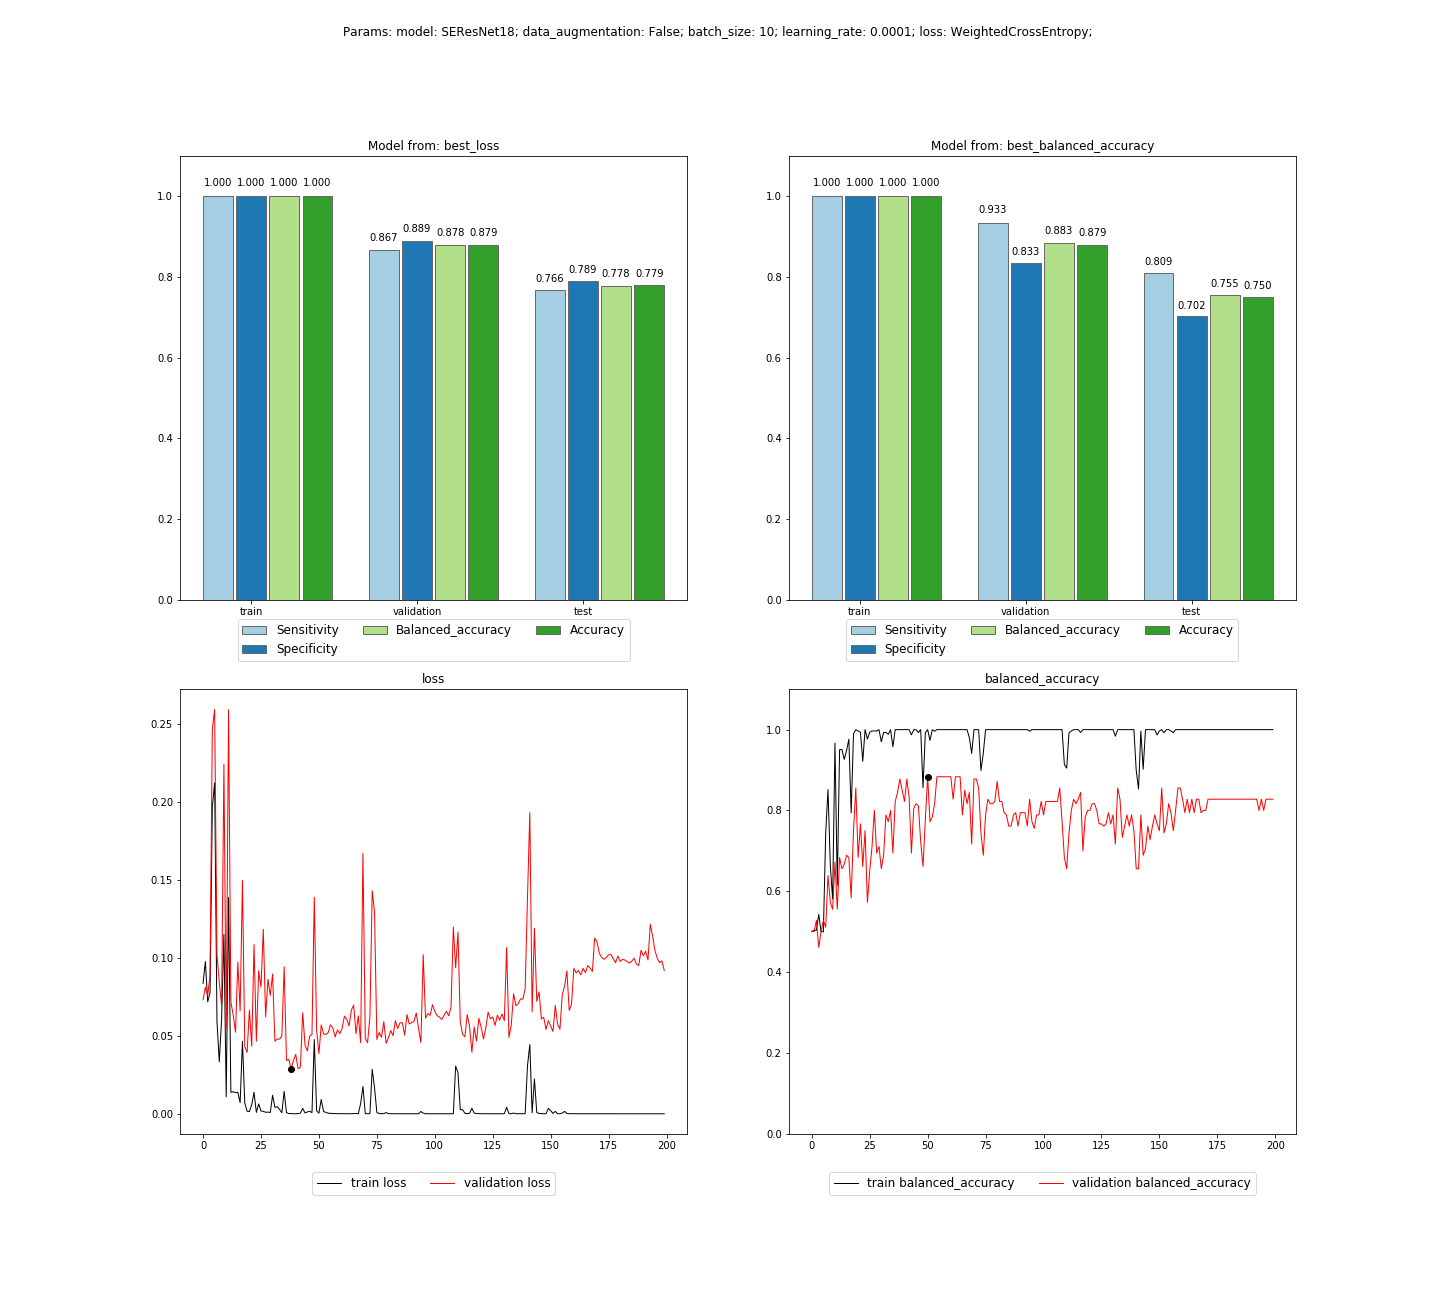 Params: model: SEResNet18; data_augmentation: False; batch_size: 10; learning_rate: 0.0001; loss: WeightedCrossEntropy;
Model from: best_loss
1.000 1.000 1.000 1.000
0.867 0.889 0.878 0.879
0.766 0.789 0.778 0.779
1.0
0.8
0.6
0.4
0.2
0.0
train validation test
Sensitivity Balanced_accuracy Accuracy
Specificity
Model from: best_balanced_accuracy
1.000 1.000 1.000 1.000
0.933 0.833 0.883 0.879
0.809 0.702 0.755 0.750
1.0
0.8
0.6
0.4
0.2
0.0
train validation test
Sensitivity Balanced_accuracy Accuracy
Specificity
loss
0.25
0.20
0.15
0.10
0.05
0.00
0 25 50 75 100 125 150 175 200
train loss validation loss
balanced_accuracy
1.0
0.8
0.6
0.4
0.2
0.0
0 25 50 75 100 125 150 175 200
train balanced_accuracy validation balanced_accuracy